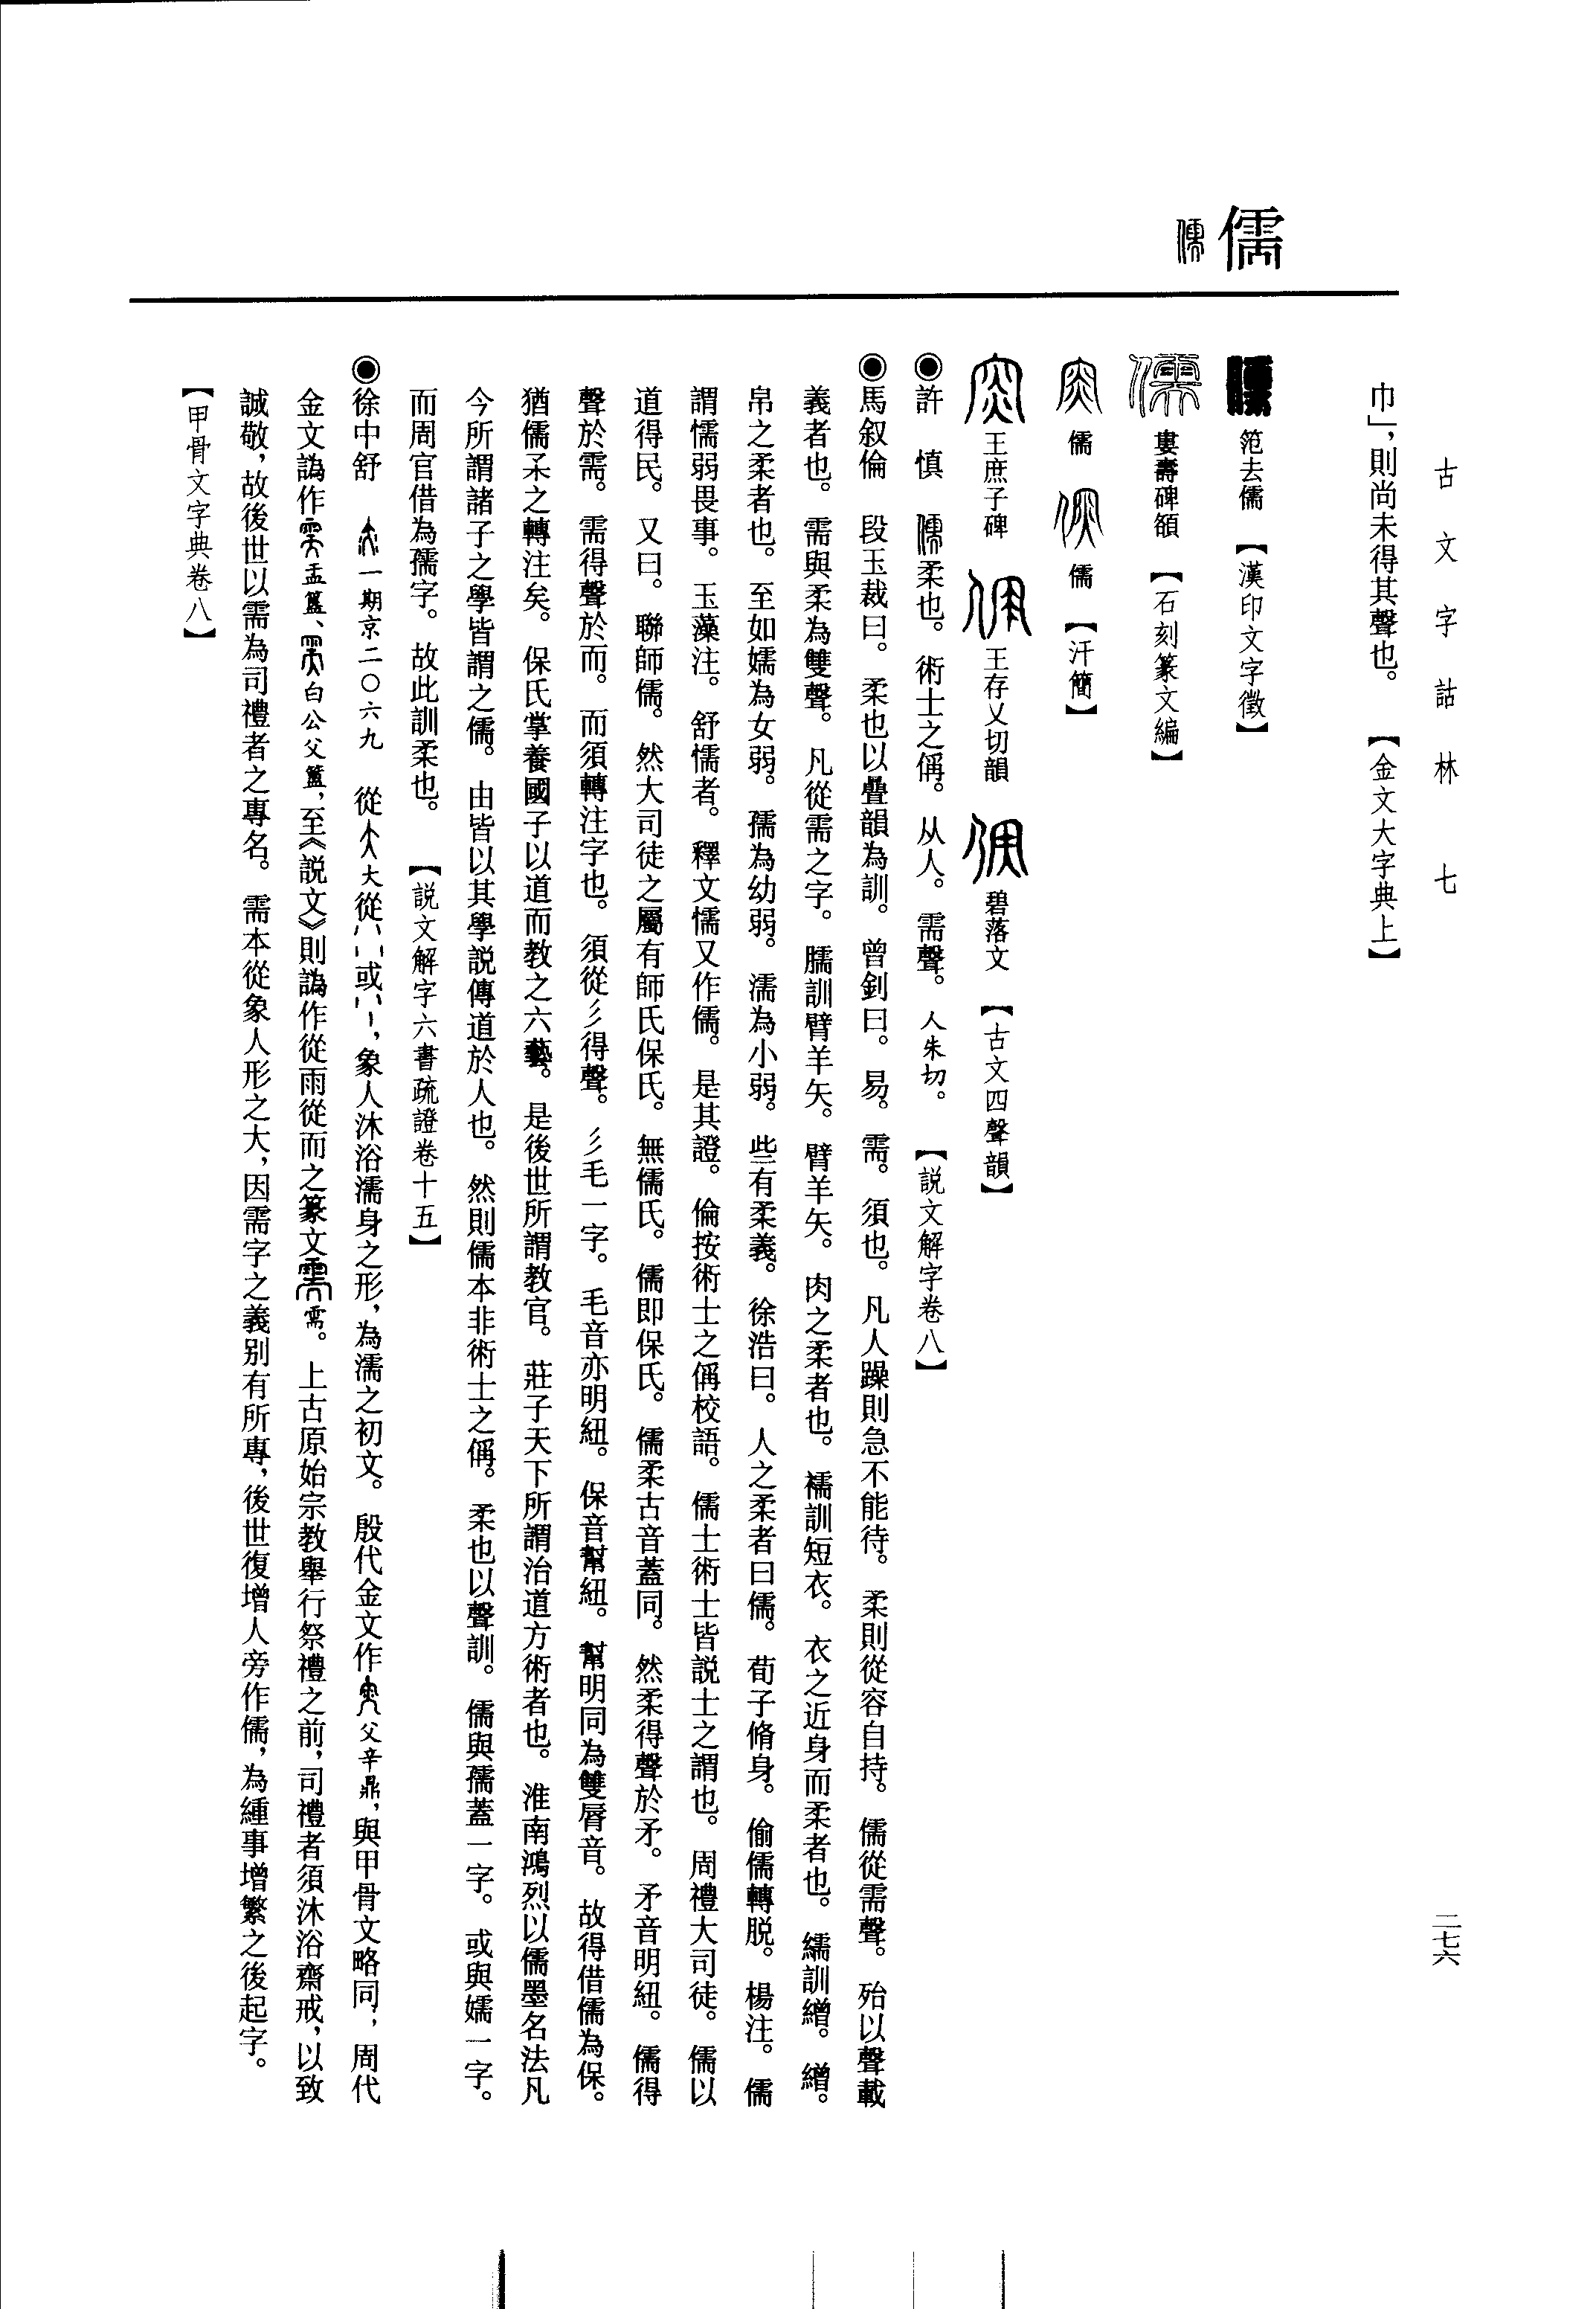 古文字詁林　七
二七六
巾」，則尚未得其聲也。　【金文大字典上】
儒
笵去儒　【漢印文字徵】
婁壽碑額　【石刻篆文編】
儒　儒　【汗簡】
王庶子碑　王存乂切韻　碧落文　【古文四聲韻】
◉許　慎　柔也。術士之偁。从人。需聲。人朱切。　【説文解字卷八】
◉馬叙倫　段玉裁曰。柔也以疊韻為訓。曾釗曰。易。需。須也。凡人躁則急不能待。柔則從容自持。儒從需聲。殆以聲載
義者也。需與柔為雙聲。凡從需之字。臑訓臂羊矢。臂羊矢。肉之柔者也。襦訓短衣。衣之近身而柔者也。繻訓繒。繒。
帛之柔者也。至如嬬為女弱。孺為幼弱。濡為小弱。些有柔義。徐浩曰。人之柔者曰儒。荀子脩身。偷儒轉脱。楊注。儒
謂懦弱畏事。玉藻注。舒懦者。釋文懦又作儒。是其證。倫按術士之偁校語。儒士術士皆説士之謂也。周禮大司徒。儒以
道得民。又曰。聯師儒。然大司徒之屬有師氏保氏。無儒氏。儒即保氏。儒柔古音蓋同。然柔得聲於矛。矛音明紐。儒得
聲於需。需得聲於而。而須轉注字也。須從彡得聲。彡毛一字。毛音亦明紐。保音幫紐。幫明同為雙脣音。故得借儒為保。
猶儒柔之轉注矣。保氏掌養國子以道而教之六藝。是後世所謂教官。莊子天下所謂治道方術者也。淮南鴻烈以儒墨名法凡
今所謂諸子之學皆謂之儒。由皆以其學説傳道於人也。然則儒本非術士之偁。柔也以聲訓。儒與孺蓋一字。或與嬬一字。
而周官借為孺字。故此訓柔也。　【説文解字六書疏證卷十五】
◉徐中舒　一期京二〇六九　從大從或，象人沐浴濡身之形，為濡之初文。殷代金文作父辛鼎，與甲骨文略同；周代
金文譌作盂簋、白公父簠，至《説文》則譌作從雨從而之篆文需。上古原始宗教舉行祭禮之前，司禮者須沐浴齋戒，以致
誠敬，故後世以需為司禮者之專名。需本從象人形之大，因需字之義别有所專，後世復增人旁作儒，為緟事增繁之後起字。
【甲骨文字典卷八】